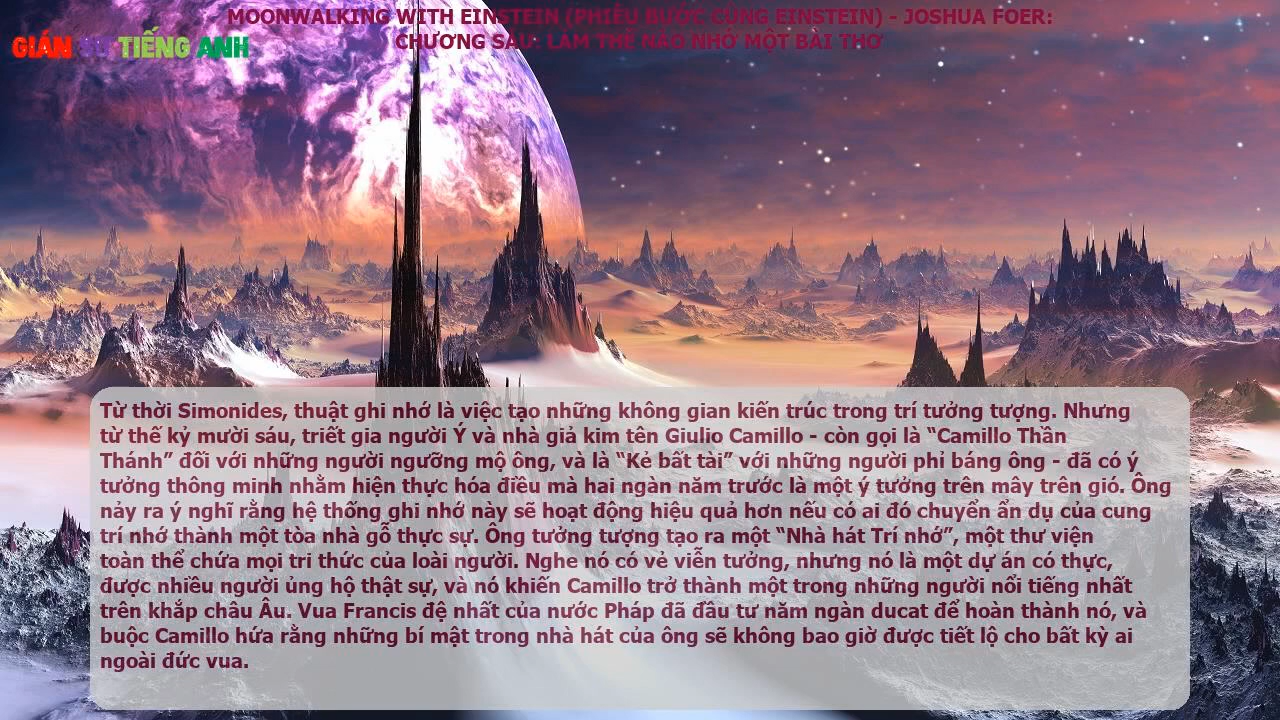 MOONWALKING WITH EINSTEIN (PHIÊU BƯỚC CÙNG EINSTEIN) - JOSHUA FOER:
CHƯƠNG SÁU: LÀM THẾ NÀO NHỚ MỘT BÀI THƠ
GIÁN TIẾNG ANH
Từ thời Simonides, thuật ghi nhớ là việc tạo những không gian kiến trúc trong trí tưởng tượng. Nhưng
từ thế kỷ mười sáu, triết gia người Ý và nhà giả kim tên Giulio Camillo - còn gọi là “Camillo Thần
Thánh” đối với những người ngưỡng mộ ông, và là “Kẻ bất tài” với những người phỉ báng ông - đã có ý
tưởng thông minh nhằm hiện thực hóa điều mà hai ngàn năm trước là một ý tưởng trên mây trên gió. Ông
nảy ra ý nghĩ rằng hệ thống ghi nhớ này sẽ hoạt động hiệu quả hơn nếu có ai đó chuyển ẩn dụ của cung
trí nhớ thành một tòa nhà gỗ thực sự. Ông tưởng tượng tạo ra một “Nhà hát Trí nhớ”, một thư viện
toàn thể chứa mọi tri thức của loài người. Nghe nó có vẻ viễn tưởng, nhưng nó là một dự án có thực,
được nhiều người ủng hộ thật sự, và nó khiến Camillo trở thành một trong những người nổi tiếng nhất
trên khắp châu Âu. Vua Francis đệ nhất của nước Pháp đã đầu tư năm ngàn ducat để hoàn thành nó, và
buộc Camillo hứa rằng những bí mật trong nhà hát của ông sẽ không bao giờ được tiết lộ cho bất kỳ ai
ngoài đức vua.